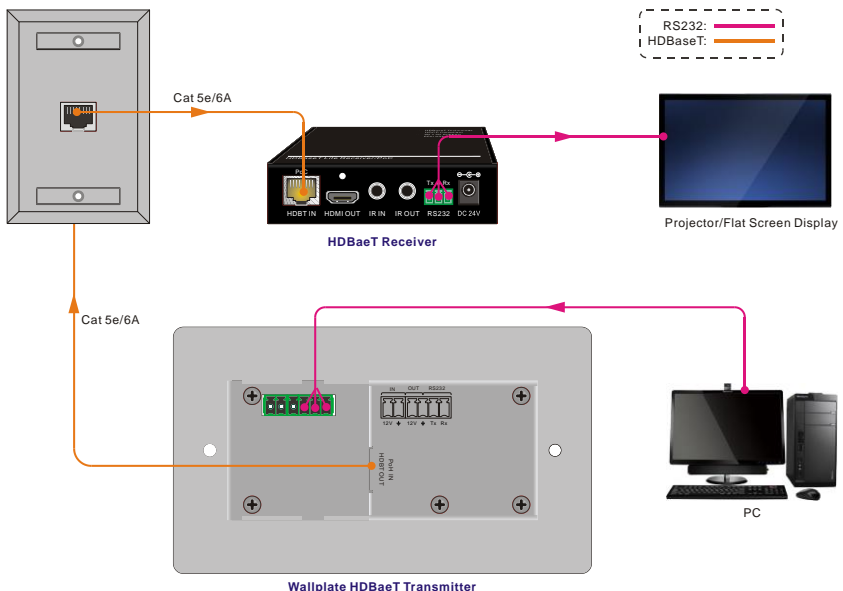 RS232:
HDBaseT:
Cat 5e/6A
PoC
Tx Rx
HDBT IN HDMI OUT IR IN IR OUT RS232 DC 24V
HDBaeT Receiver
Projector/Flat Screen Display
Cat 5e/6A
IN OUT RS232
12V 12V Tx Rx
PoH IN
HDBT OUT
PC
Wallplate HDBaeT Transmitter